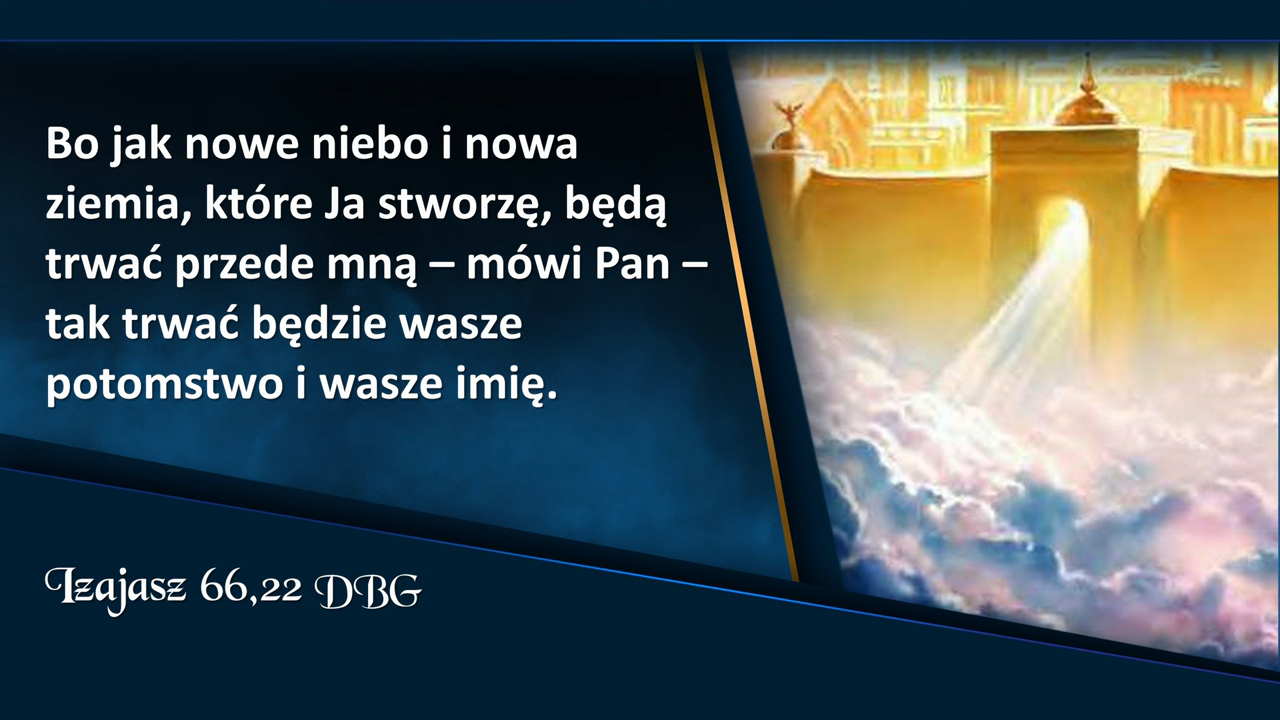 Bo jak nowe niebo i nowa
ziemia, które Ja stworzę, będą
trwać przede mną – mówi Pan –
tak trwać będzie wasze
potomstwo i wasze imię.
Izajasz 66,22 DBG